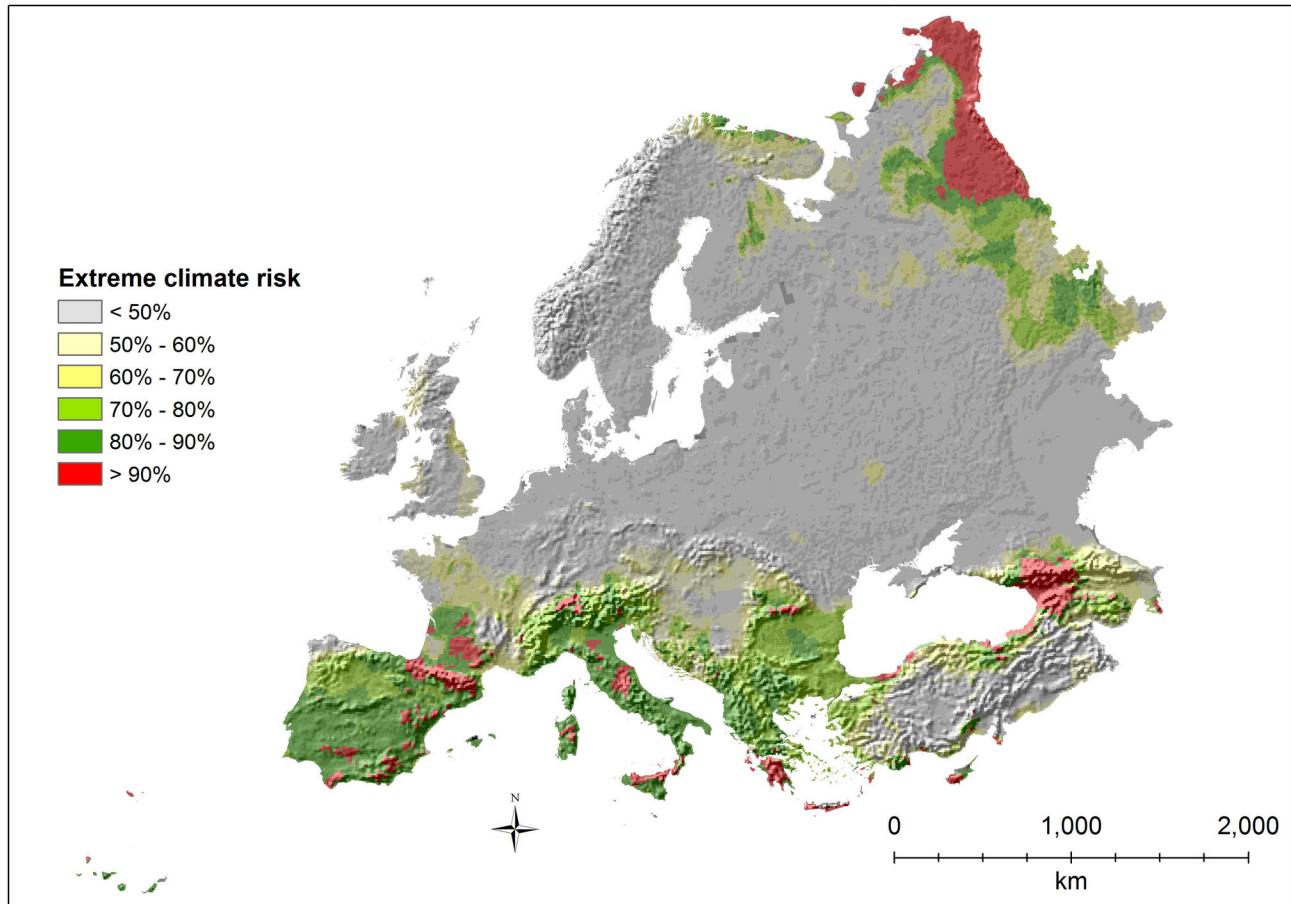 Extreme climate risk
< 50%
50% - 60%
60% - 70%
70% - 80%
80% - 90%
> 90%
N
0 1,000 2,000
km